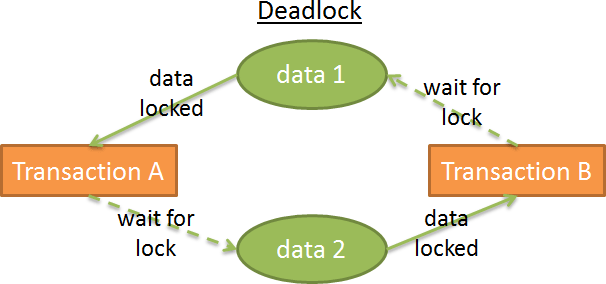 Deadlock
data 1
data
locked
wait for
lock
Transaction A
Transaction B
wait for
lock
data 2
data
locked